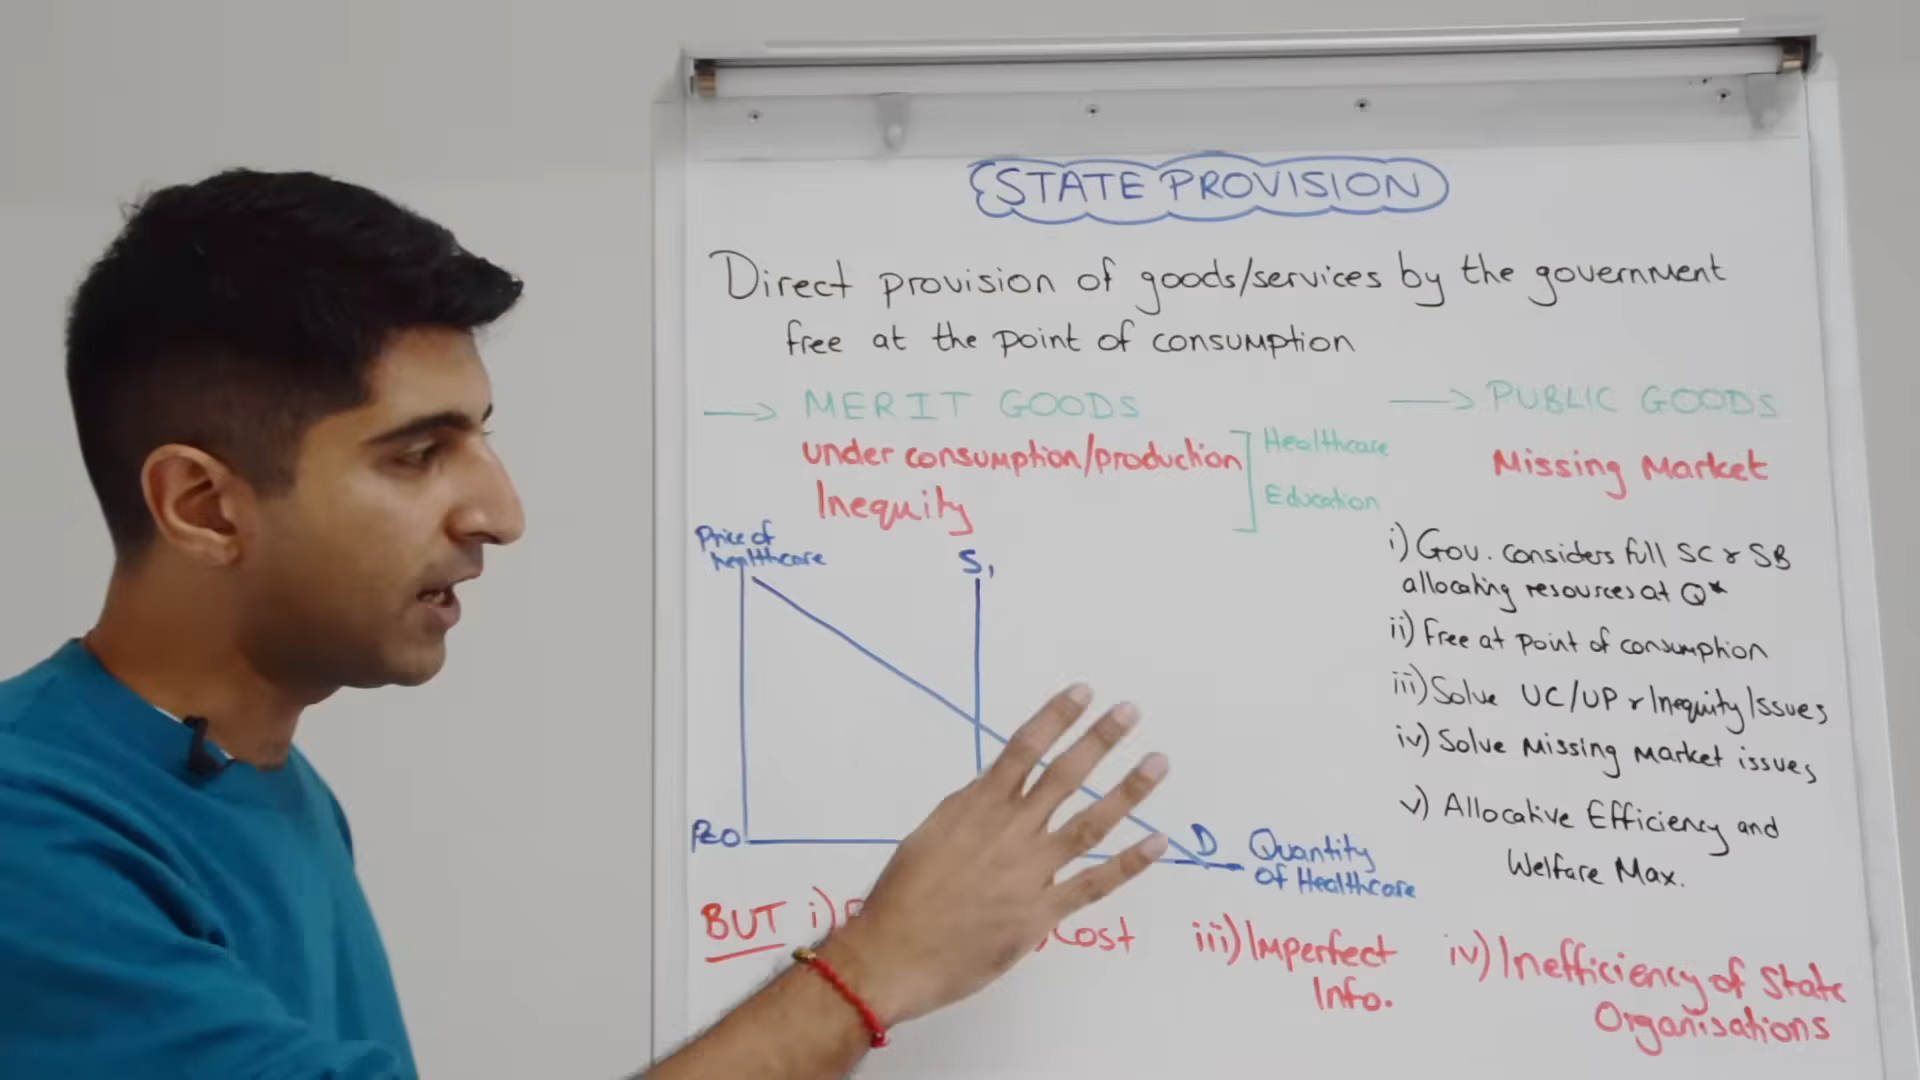 STATE PROVISION
Direct provision of goods/services by the government
free at the point of consumption
→ MERIT GOODS
under consumption/production
Inequity
Healthcare
Education
→ PUBLIC GOODS
Missing Market
Price of
healthcare
S1
P=0
D
Quantity
of Healthcare
i) Gov. considers full SC & SB
allocating resources at Q*
ii) Free at point of consumption
iii) Solve UC/UP & Inequity Issues
iv) Solve Missing Market issues
v) Allocative Efficiency and
Welfare Max.
BUT i)
Cost
iii) Imperfect
Info.
iv) Inefficiency of State
Organisations